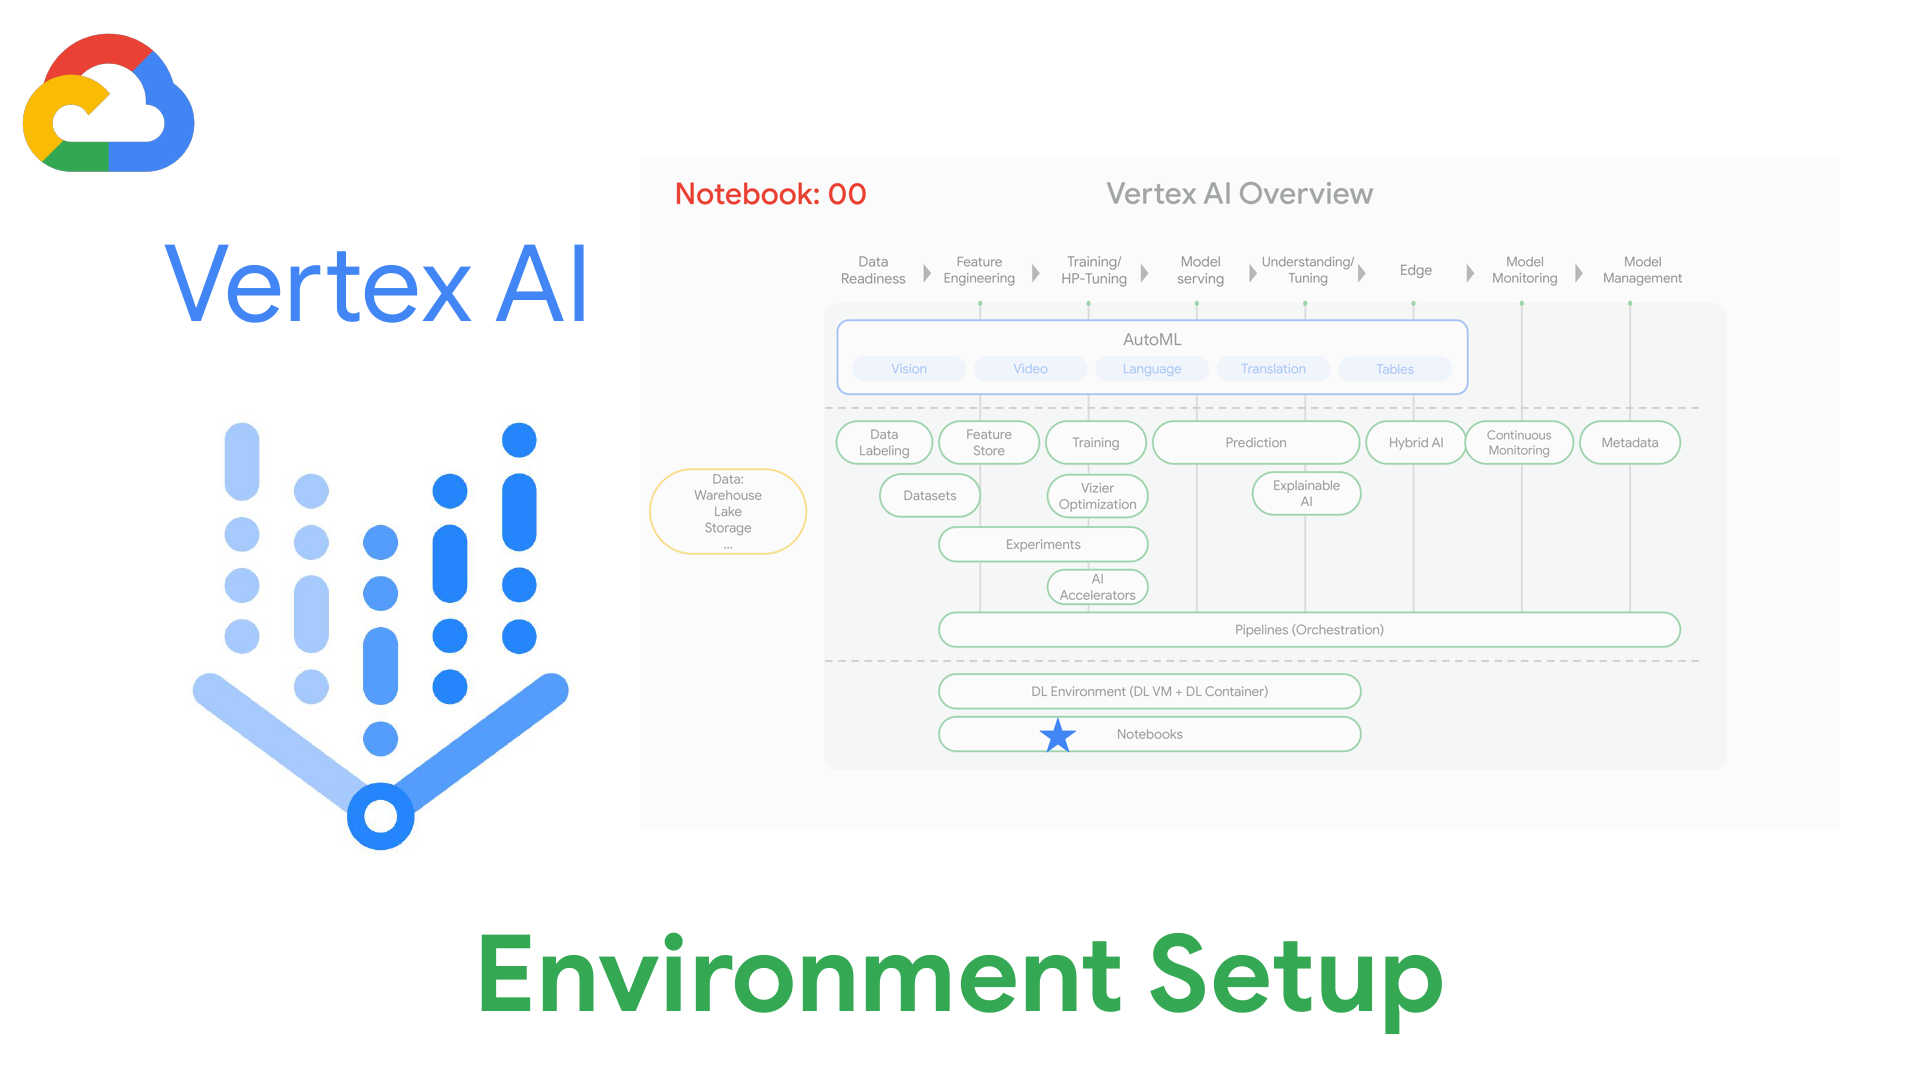 Vertex AI
Notebook: 00
Vertex AI Overview
Data
Readiness
Feature
Engineering
Training/
HP-Tuning
Model
serving
Understanding/
Tuning
Edge
Model
Monitoring
Model
Management
AutoML
Vision
Video
Language
Translation
Tables
Data
Labeling
Feature
Store
Training
Prediction
Hybrid AI
Continuous
Monitoring
Metadata
Data:
Warehouse
Lake
Storage
...
Datasets
Vizier
Optimization
Explainable
AI
Experiments
AI
Accelerators
Pipelines (Orchestration)
DL Environment (DL VM + DL Container)
Notebooks
Environment Setup